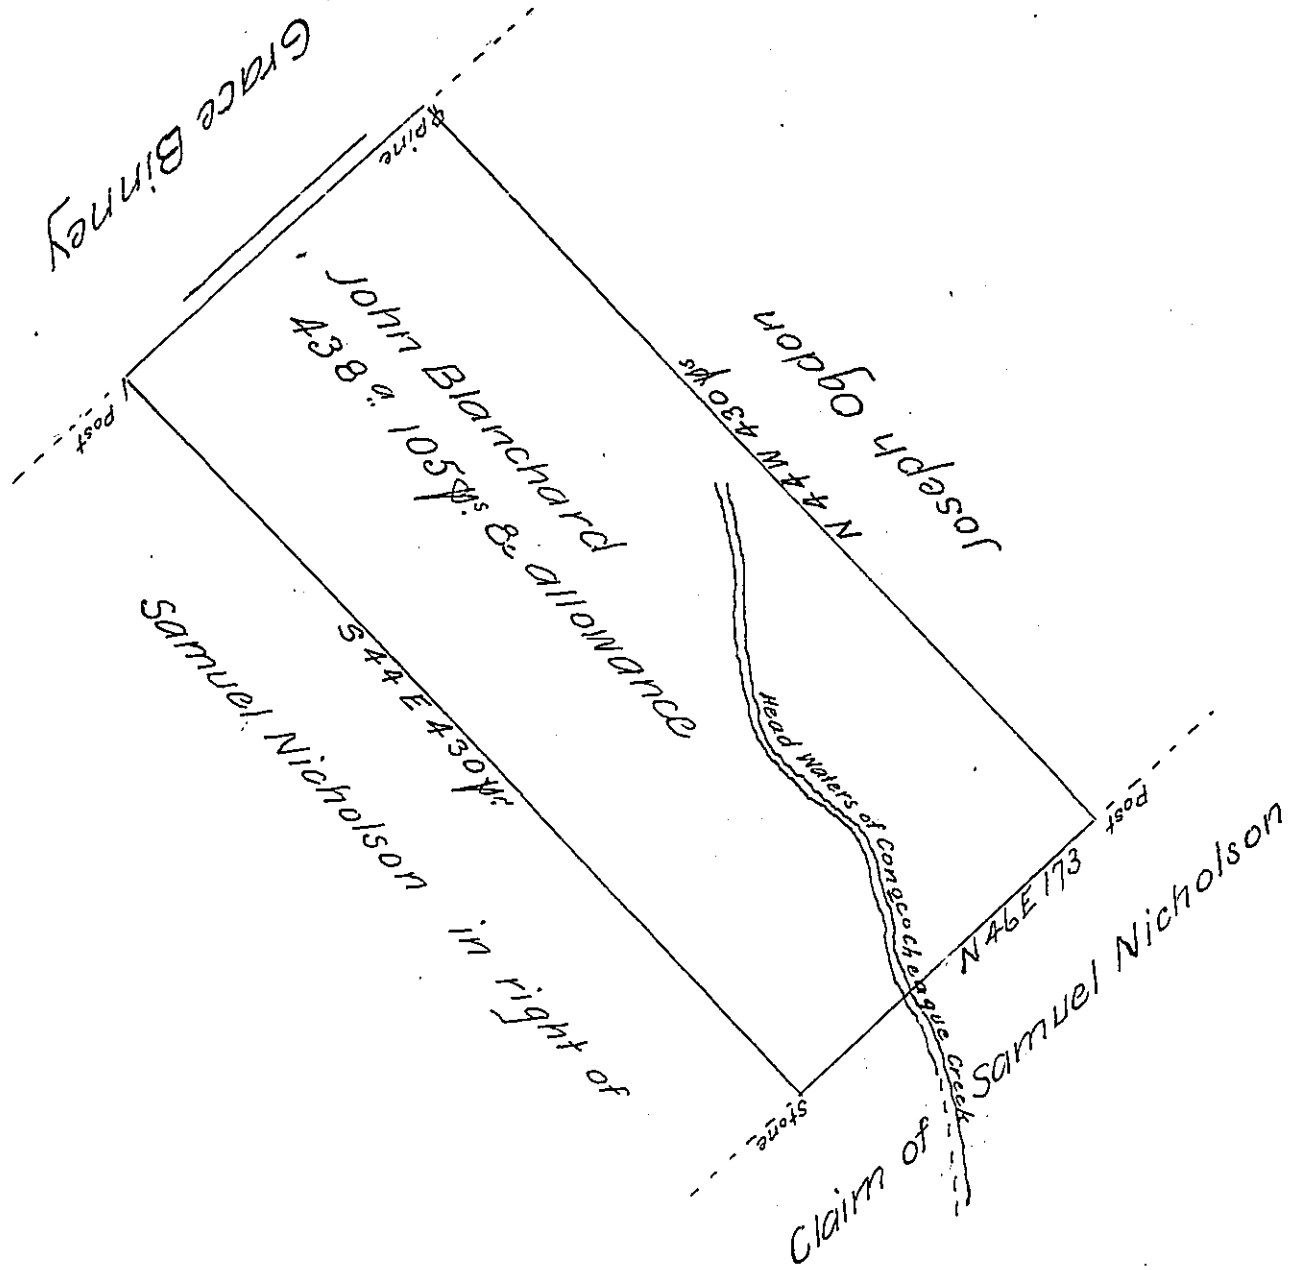 Grace Binney
Pine
Post
John Blanchard
438 a. 105 ps. & allowance
N 44 W 430 ps
Joseph Ogdon
S 44 E 430 pr.
Samuel Nicholson in right of
Head Waters of Conococheague Creek
Post
N 46 E 173
Stone
Claim of Samuel Nicholson